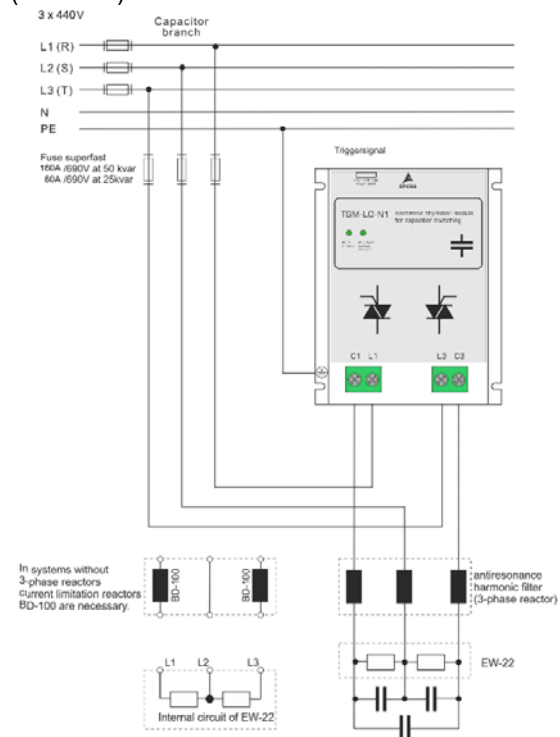 3 x 440V
Capacitor
branch
L1 (R)
L2 (S)
L3 (T)
N
PE
Fuse superfast
160A /690V at 50 kvar
80A /690V at 25kvar
Triggersignal
EPCOS
TSM-LC-N1
for capacitor switching
C1 L1
L3 C3
In systems without
3-phase reactors
current limitation reactors
BD-100 are necessary.
BD-100
BD-100
antiresonance
harmonic filter
(3-phase reactor)
L1 L2 L3
Internal circuit of EW-22
EW-22